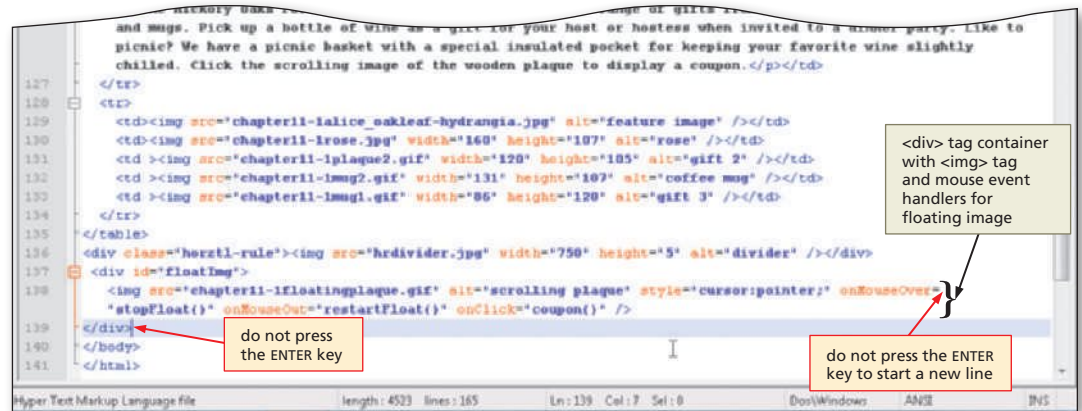 and mugs. Pick up a bottle of wine as a gift for your host or hostess when invited to a dinner party. Like to
picnic? We have a picnic basket with a special insulated pocket for keeping your favorite wine slightly
chilled. Click the scrolling image of the wooden plaque to display a coupon.</p></td>
127 </tr>
128 <tr>
129 <td><img src="chapter11-1alice_oakleaf-hydrangia.jpg" alt="feature image" /></td>
130 <td><img src="chapter11-1rose.jpg" width="160" height="107" alt="rose" /></td>
131 <td ><img src="chapter11-1plaque2.gif" width="120" height="105" alt="gift 2" /></td>
132 <td ><img src="chapter11-1mug2.gif" width="131" height="107" alt="coffee mug" /></td>
133 <td ><img src="chapter11-1mug1.gif" width="86" height="120" alt="gift 3" /></td>
134 </tr>
135 </table>
136 <div class="horztl-rule"><img src="hrdivider.jpg" width="750" height="5" alt="divider" /></div>
137 <div id="floatImg">
138 <img src="chapter11-1floatingplaque.gif" alt="scrolling plaque" style="cursor:pointer;" onMouseOver=
"stopFloat()" onMouseOut="restartFloat()" onClick="coupon()" />
139 </div>
140 </body>
141 </html>
<div> tag container
with <img> tag
and mouse event
handlers for
floating image
}
do not press
the ENTER key
do not press the ENTER
key to start a new line
Hyper Text Markup Language file length : 4523 lines : 165 Ln : 139 Col : 7 Sel : 0 Dos\Windows ANSI INS